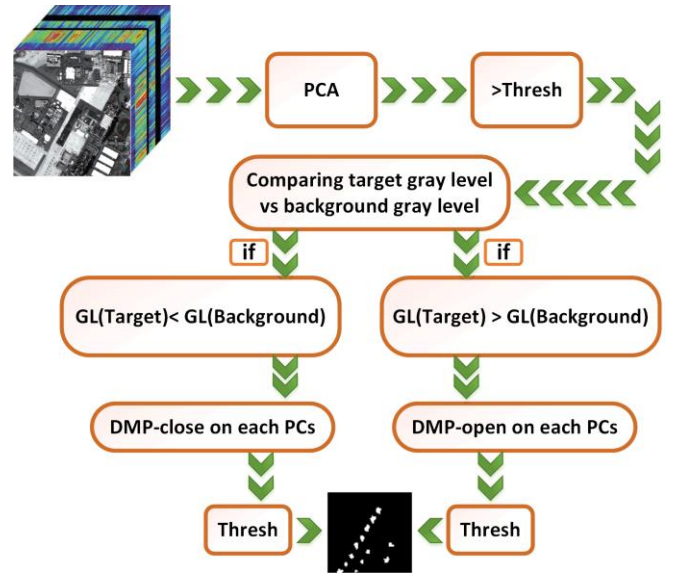 PCA
>Thresh
Comparing target gray level
vs background gray level
if
if
GL(Target)< GL(Background)
GL(Target) > GL(Background)
DMP-close on each PCs
DMP-open on each PCs
Thresh
Thresh